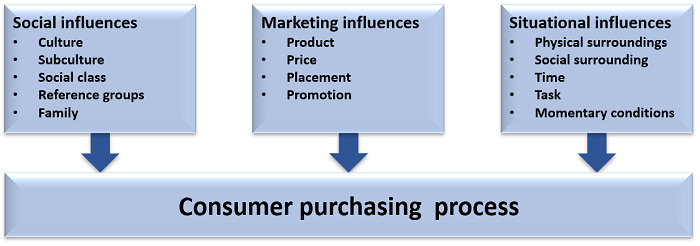 Social influences
• Culture
• Subculture
• Social class
• Reference groups
• Family
Marketing influences
• Product
• Price
• Placement
• Promotion
Situational influences
• Physical surroundings
• Social surrounding
• Time
• Task
• Momentary conditions
Consumer purchasing process